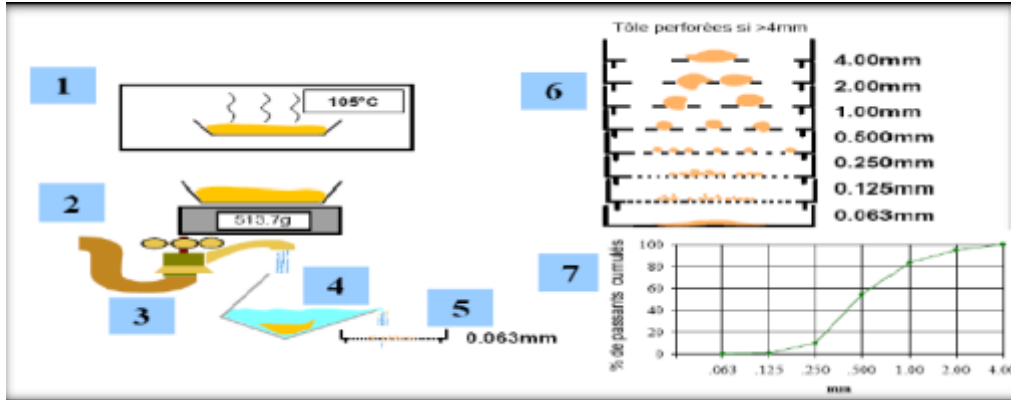 1
105°C
2
513.7g
3
4
5
0.063mm
Tôle perforées si >4mm
6
4.00mm
2.00mm
1.00mm
0.500mm
0.250mm
0.125mm
0.063mm
7
% de passants cumulés
100
80
60
40
20
0
.063 .125 .250 .500 1.00 2.00 4.00
mm